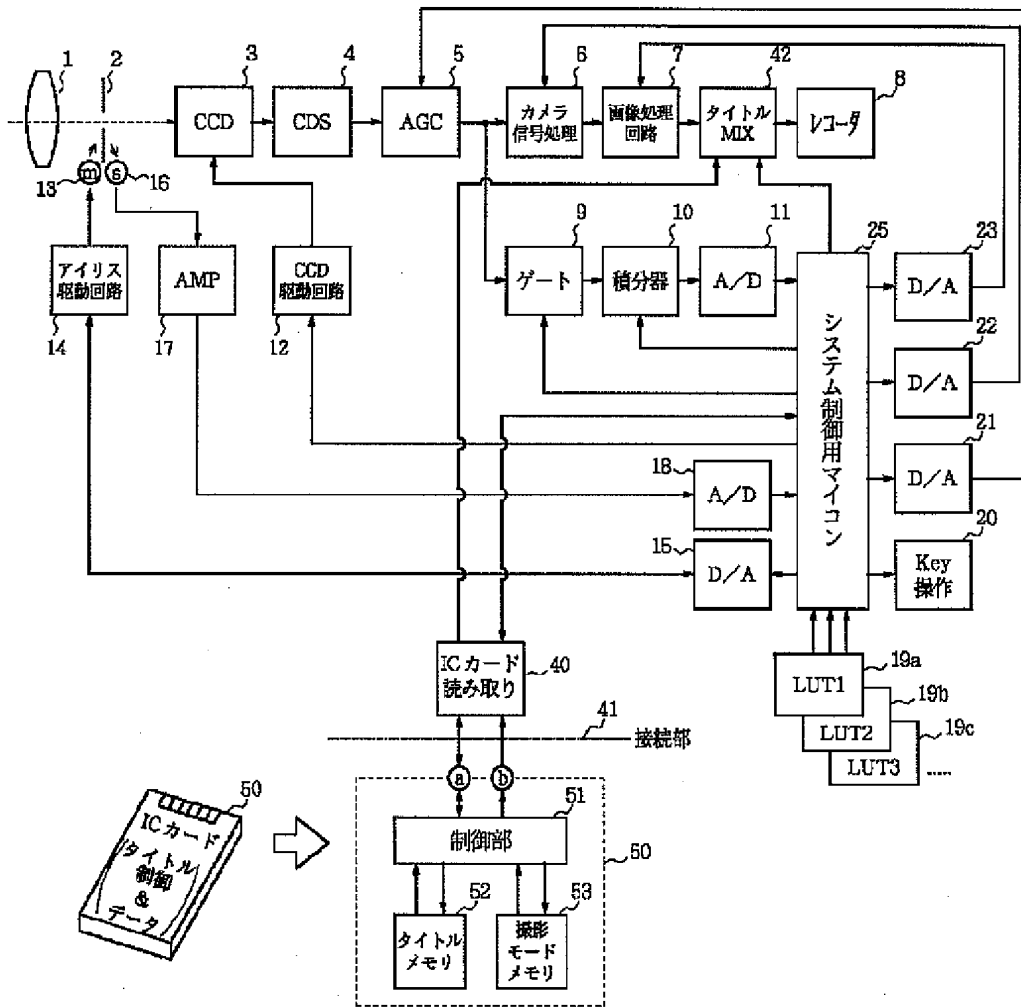 1
2
3
4
5
6
7
42
8
CCD
CDS
AGC
カメラ
信号処理
画像処理
回路
タイトル
MIX
レコーダ
13
m
s
16
9
10
11
25
23
アイリス
駆動回路
AMP
CCD
駆動回路
ゲート
積分器
A/D
D/A
14
17
12
システム制御用マイコン
22
D/A
21
D/A
18
A/D
20
15
D/A
Key
操作
ICカード
読み取り
40
19a
LUT1
19b
LUT2
19c
LUT3
.....
41
接続部
a
b
50
ICカード
タイトル
制御
&
データ
51
制御部
50
52
53
タイトル
メモリ
撮影
モード
メモリ